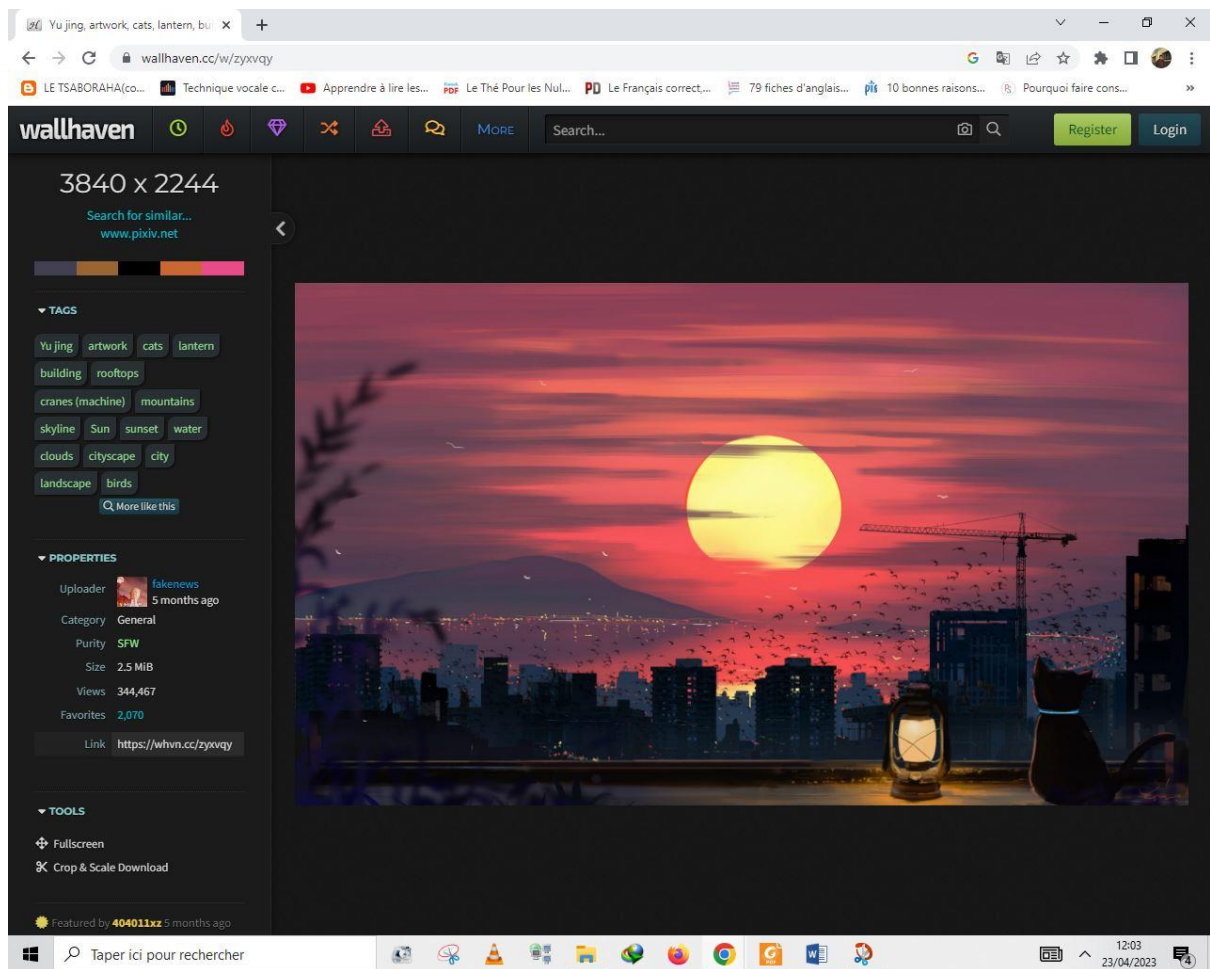 Yu jing, artwork, cats, lantern, bu
wallhaven.cc/w/zyxvqy
LE TSABORAHA(co... Technique vocale c... Apprendre à lire les... Le Thé Pour les Nul... PD Le Français correct,... 79 fiches d'anglais... pìs 10 bonnes raisons... Pourquoi faire cons... »
wallhaven More Search... Register Login
3840 x 2244
Search for similar...
www.pixiv.net
TAGS
Yu jing artwork cats lantern
building rooftops
cranes (machine) mountains
skyline Sun sunset water
clouds cityscape city
landscape birds
More like this
PROPERTIES
Uploader fakenews
5 months ago
Category General
Purity SFW
Size 2.5 MiB
Views 344,467
Favorites 2,070
Link https://whvn.cc/zyxvqy
TOOLS
Fullscreen
Crop & Scale Download
Featured by 404011xz 5 months ago
Taper ici pour rechercher
12:03
23/04/2023
4